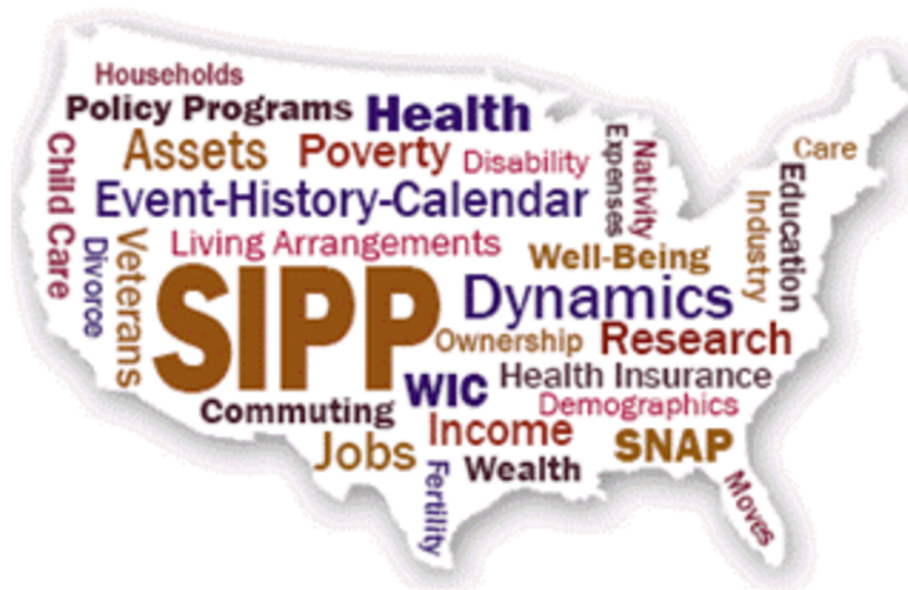 Households
Policy Programs
Health
Assets
Poverty
Disability
Expenses
Nativity
Care
Child Care
Event-History-Calendar
Industry
Education
Divorce
Veterans
Living Arrangements
Well-Being
SIPP
Dynamics
Ownership
Research
WIC
Health Insurance
Commuting
Demographics
Jobs
Income
SNAP
Fertility
Wealth
Moves